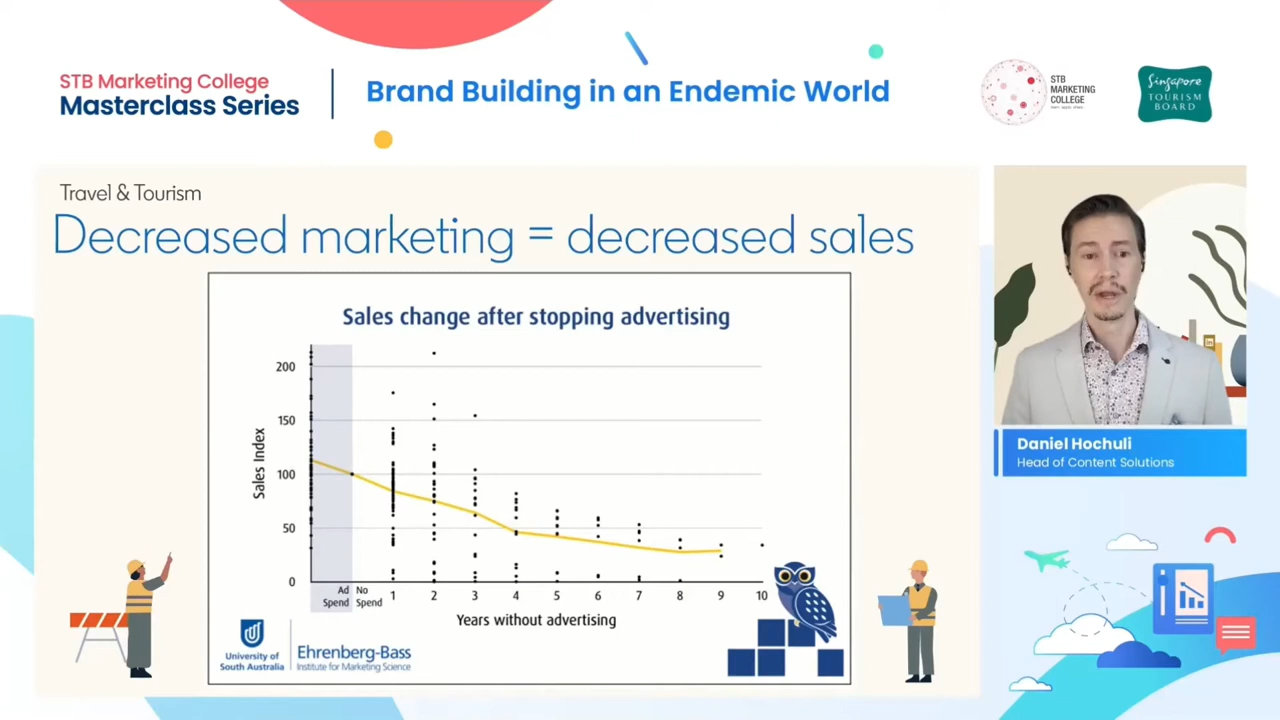 STB Marketing College
Masterclass Series
Brand Building in an Endemic World
STB
MARKETING
COLLEGE
Singapore
TOURISM
BOARD
Travel & Tourism
Decreased marketing = decreased sales
Sales change after stopping advertising
200
150
100
50
0
Sales Index
Ad
Spend
No
Spend
1 2 3 4 5 6 7 8 9 10
Years without advertising
University of
South Australia
Ehrenberg-Bass
Institute for Marketing Science
Daniel Hochuli
Head of Content Solutions
in